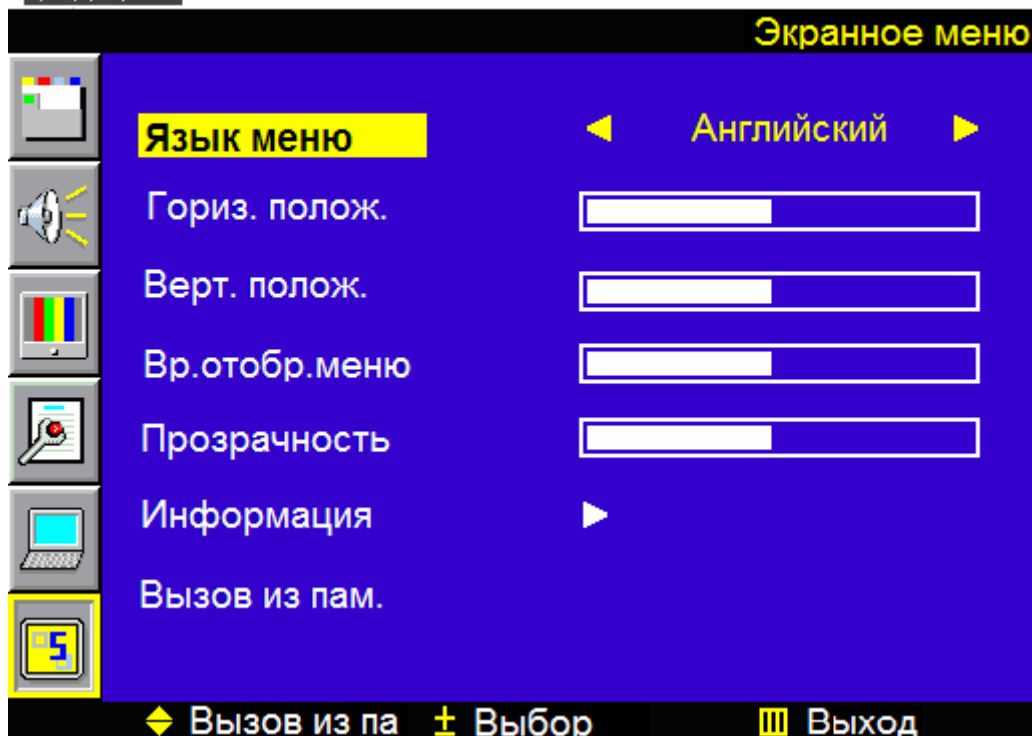 Экранное меню
Язык меню Английский
Гориз. полож.
Верт. полож.
Вр.отобр.меню
Прозрачность
Информация
Вызов из пам.
Вызов из па ± Выбор Выход